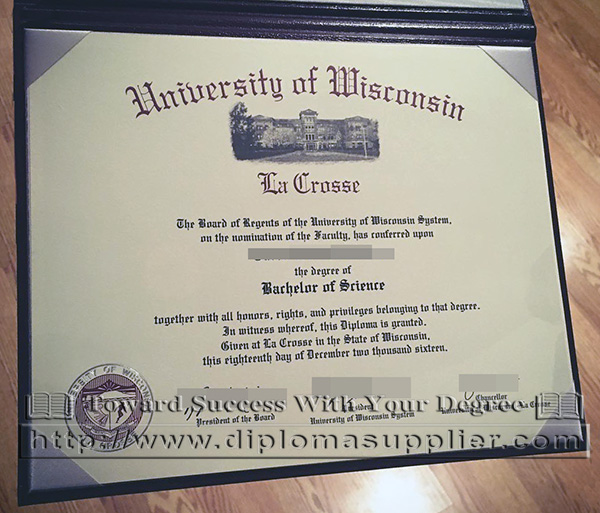 University of Wisconsin
La Crosse
The Board of Regents of the University of Wisconsin System,
on the nomination of the Faculty, has conferred upon
the degree of
Bachelor of Science
together with all honors, rights, and privileges belonging to that degree.
In witness whereof, this Diploma is granted.
Given at La Crosse in the State of Wisconsin,
this eighteenth day of December two thousand sixteen.
Toward Success With Your Degree
President of the Board
University of Wisconsin System
Chancellor
http://www.diplomasupplier.com/